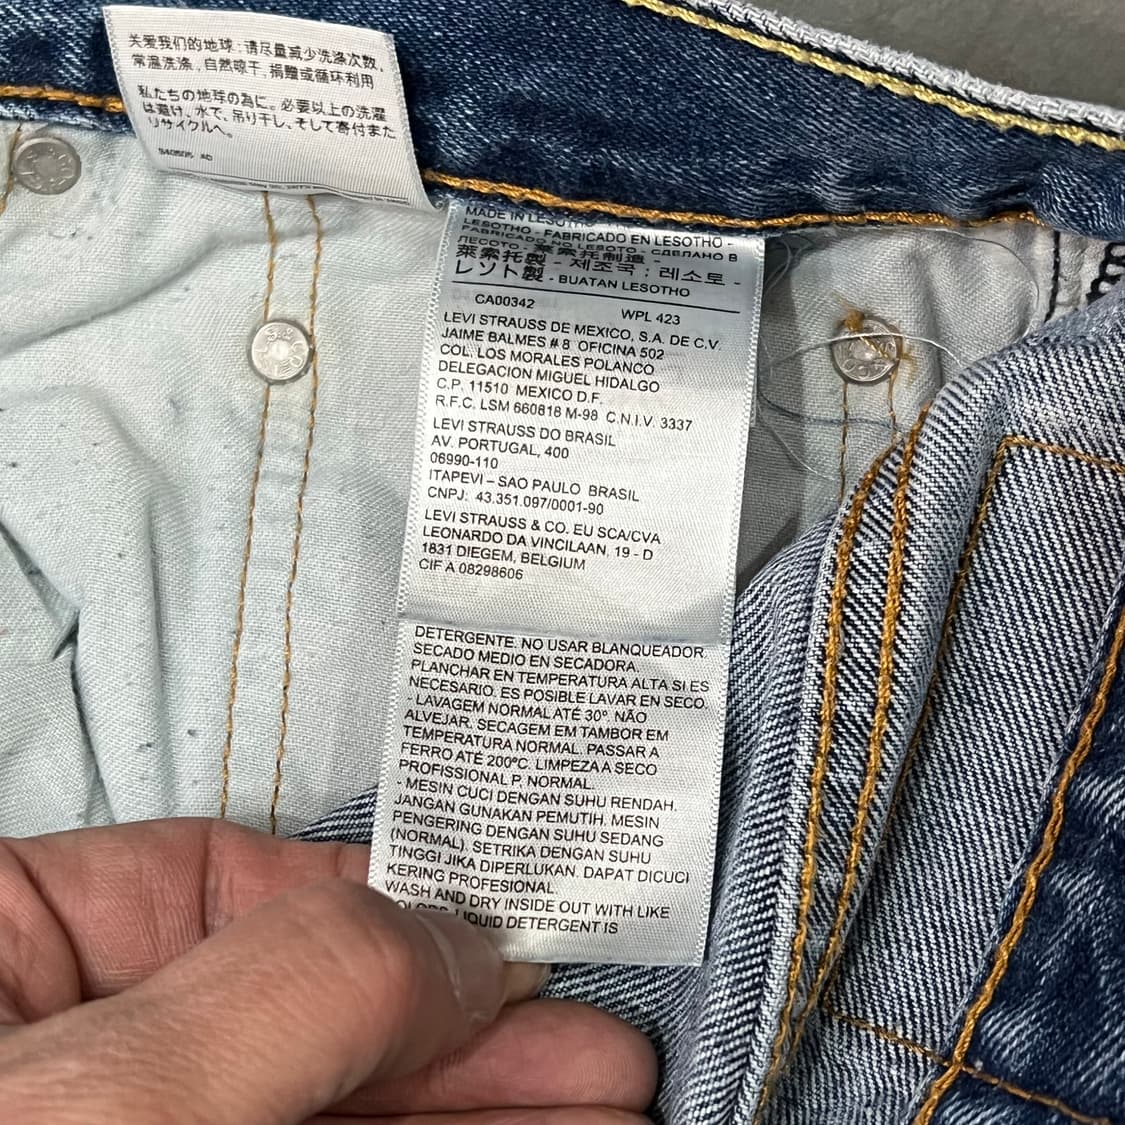 关爱我们的地球：请尽量减少洗涤次数，
常温洗涤，自然晾干，捐赠或循环利用
私たちの地球の為に。必要以上の洗濯
は避け、水で、吊り干し、そして寄付また
リサイクルへ。
940505 AD
MADE IN LESOTHO
LESOTHO - FABRICADO EN LESOTHO -
FABRICADO NO LESOTO - СДЕЛАНО В
ЛЕСОТО - 莱索托制造 -
萊索托製 - 제조국 : 레소토 -
レソト製 - BUATAN LESOTHO
CA00342 WPL 423
LEVI STRAUSS DE MEXICO, S.A. DE C.V.
JAIME BALMES # 8 OFICINA 502
COL. LOS MORALES POLANCO
DELEGACION MIGUEL HIDALGO
C.P. 11510 MEXICO D.F.
R.F.C. LSM 660818 M-98 C.N.I.V. 3337
LEVI STRAUSS DO BRASIL
AV. PORTUGAL, 400
06990-110
ITAPEVI – SAO PAULO BRASIL
CNPJ: 43.351.097/0001-90
LEVI STRAUSS & CO. EU SCA/CVA
LEONARDO DA VINCILAAN, 19 - D
1831 DIEGEM, BELGIUM
CIF A 08298606
DETERGENTE. NO USAR BLANQUEADOR.
SECADO MEDIO EN SECADORA.
PLANCHAR EN TEMPERATURA ALTA SI ES
NECESARIO. ES POSIBLE LAVAR EN SECO.
- LAVAGEM NORMAL ATÉ 30º. NÃO
ALVEJAR. SECAGEM EM TAMBOR EM
TEMPERATURA NORMAL. PASSAR A
FERRO ATÉ 200ºC. LIMPEZA A SECO
PROFISSIONAL P, NORMAL.
- MESIN CUCI DENGAN SUHU RENDAH.
JANGAN GUNAKAN PEMUTIH. MESIN
PENGERING DENGAN SUHU SEDANG
(NORMAL). SETRIKA DENGAN SUHU
TINGGI JIKA DIPERLUKAN. DAPAT DICUCI
KERING PROFESIONAL
WASH AND DRY INSIDE OUT WITH LIKE
COLORS. LIQUID DETERGENT IS